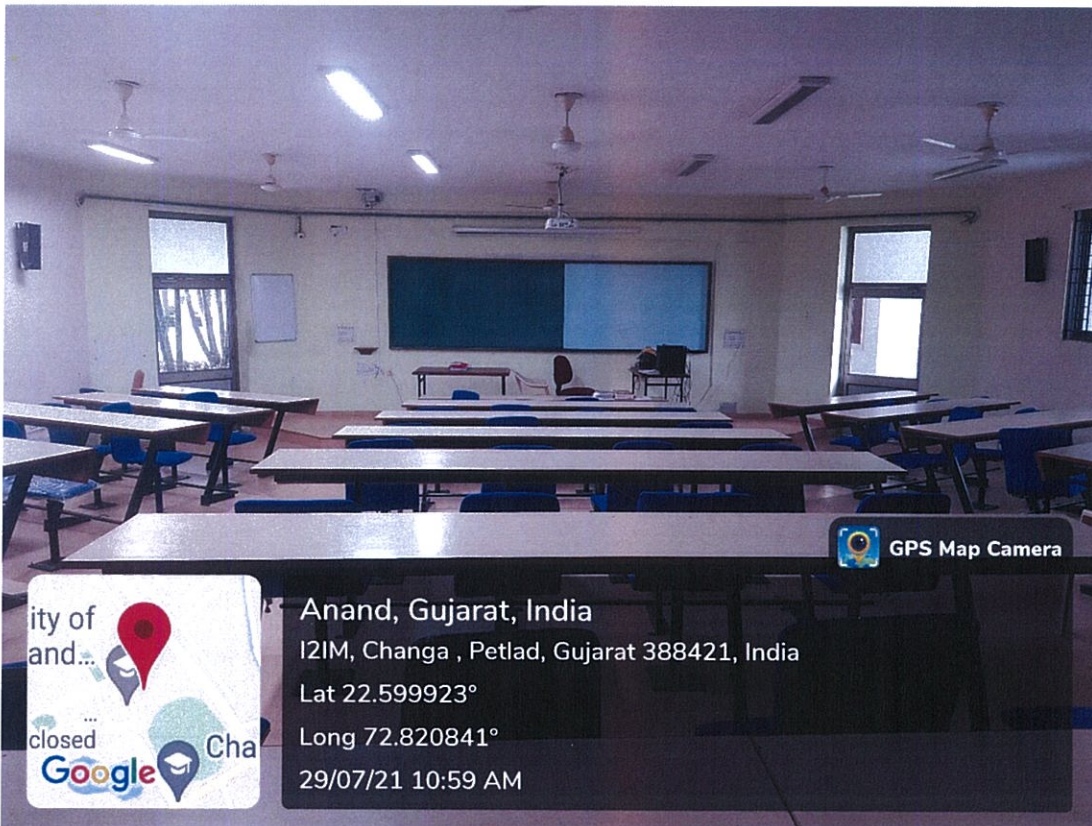 GPS Map Camera
ity of
and...
...
closed
Cha
Google
Anand, Gujarat, India
I2IM, Changa , Petlad, Gujarat 388421, India
Lat 22.599923°
Long 72.820841°
29/07/21 10:59 AM